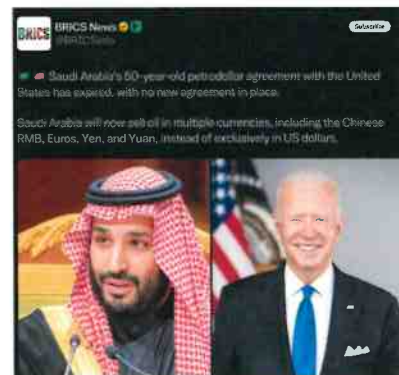 BRICS
BRICS News
@BRICSinfo
Subscribe
Saudi Arabia's 50-year-old petrodollar agreement with the United
States has expired, with no new agreement in place.
Saudi Arabia will now sell oil in multiple currencies, including the Chinese
RMB, Euros, Yen, and Yuan, instead of exclusively in US dollars.